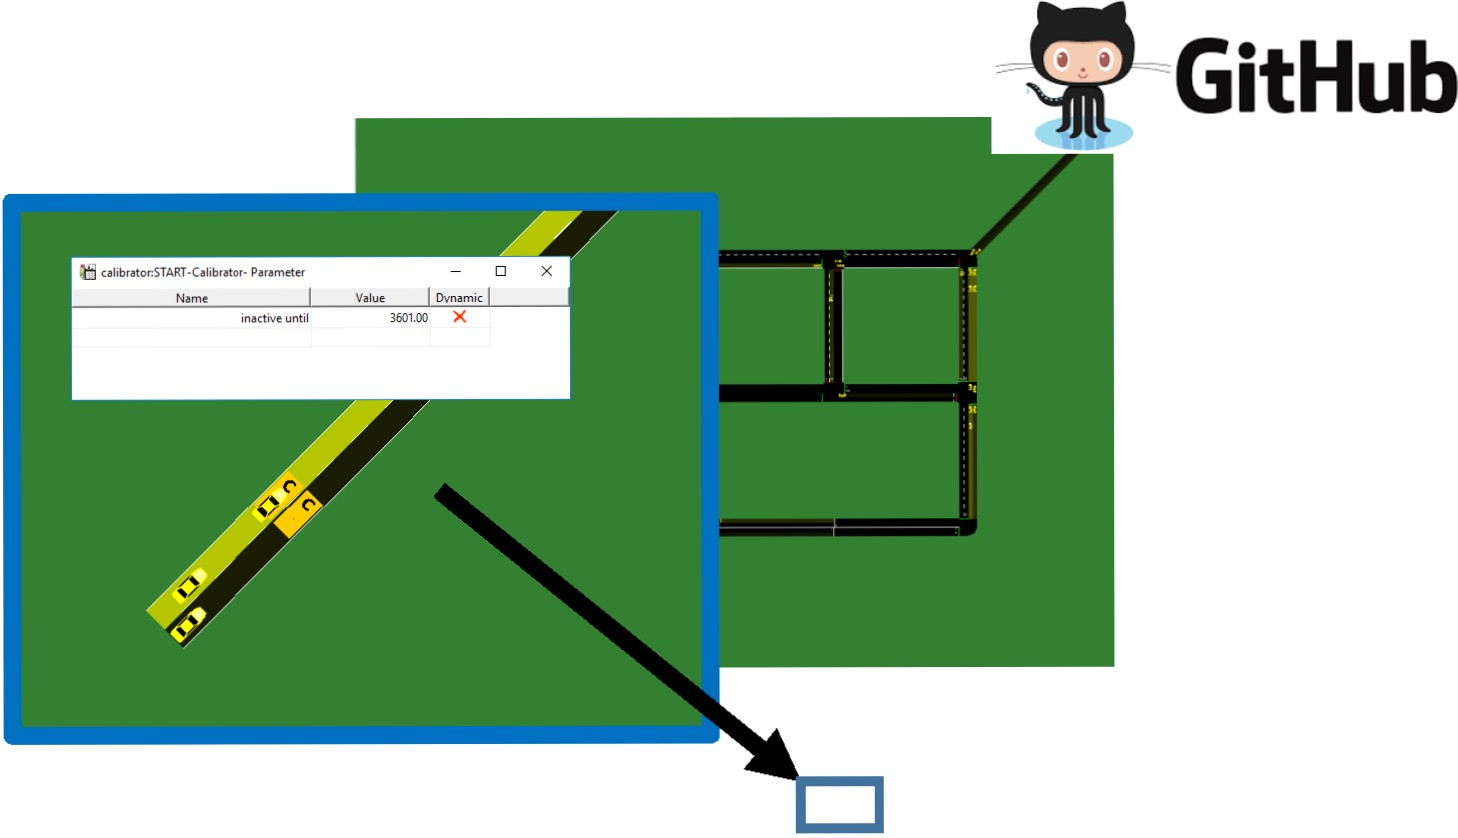 GitHub
calibrator:START-Calibrator- Parameter
Name Value Dynamic
inactive until 3601.00
C
C